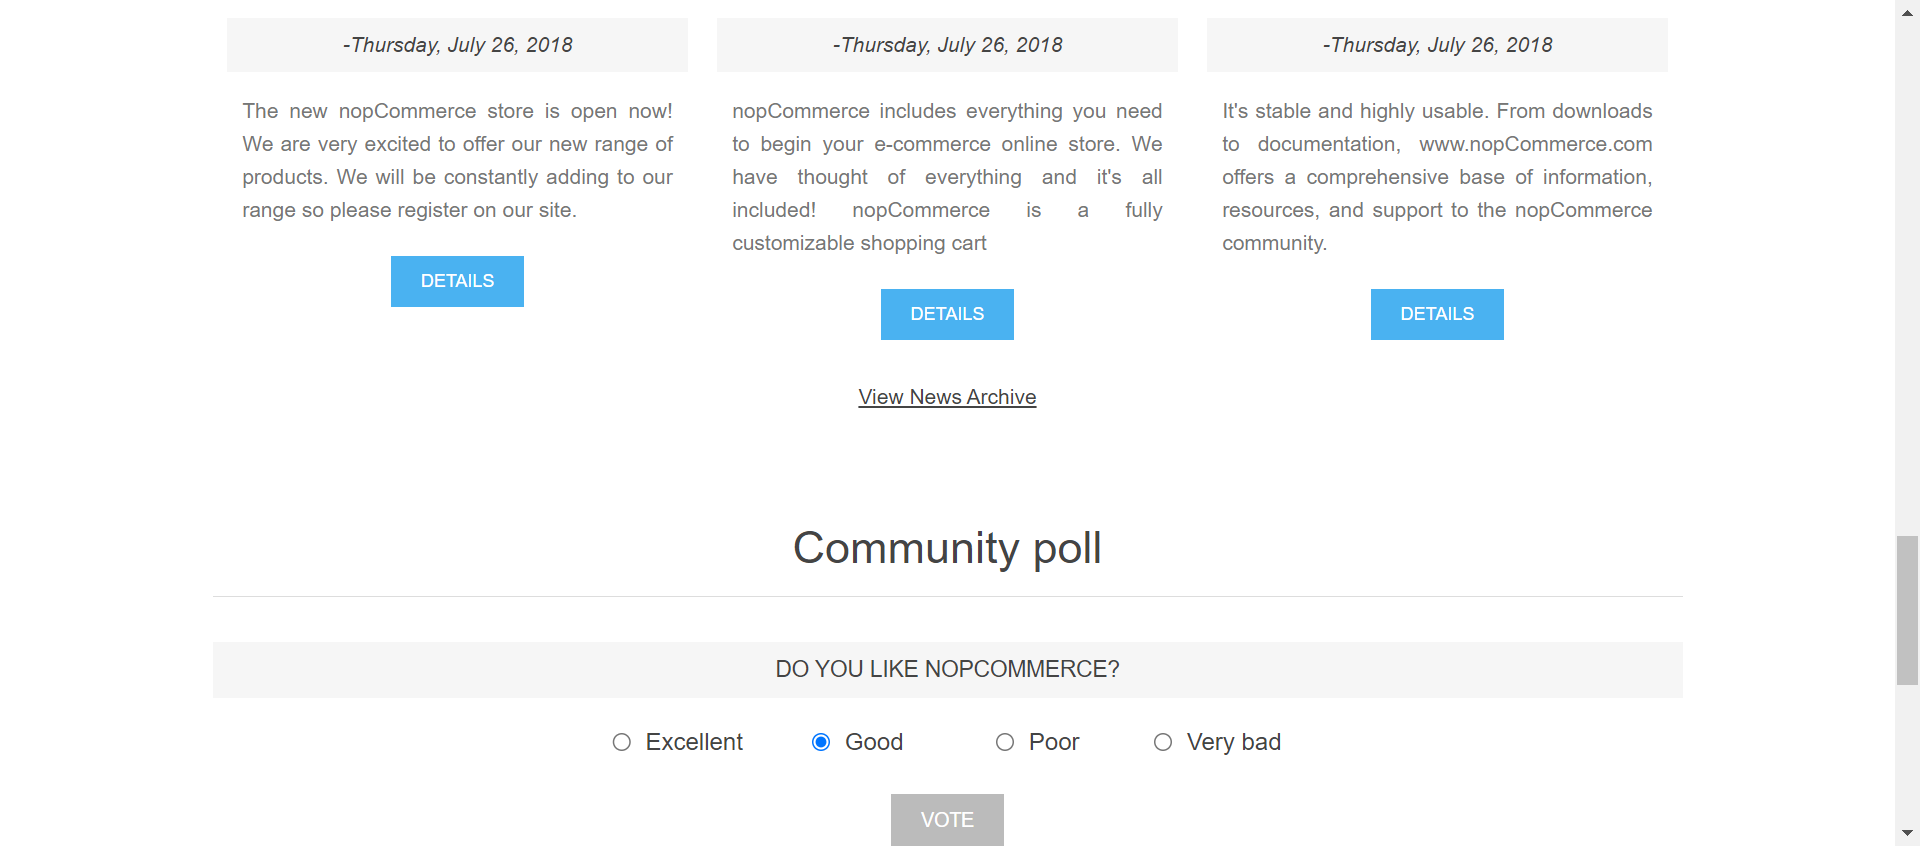 -Thursday, July 26, 2018
The new nopCommerce store is open now!
We are very excited to offer our new range of
products. We will be constantly adding to our
range so please register on our site.
DETAILS
-Thursday, July 26, 2018
nopCommerce includes everything you need
to begin your e-commerce online store. We
have thought of everything and it's all
included! nopCommerce is a fully
customizable shopping cart
DETAILS
-Thursday, July 26, 2018
It's stable and highly usable. From downloads
to documentation, www.nopCommerce.com
offers a comprehensive base of information,
resources, and support to the nopCommerce
community.
DETAILS
View News Archive
Community poll
DO YOU LIKE NOPCOMMERCE?
Excellent Good Poor Very bad
VOTE